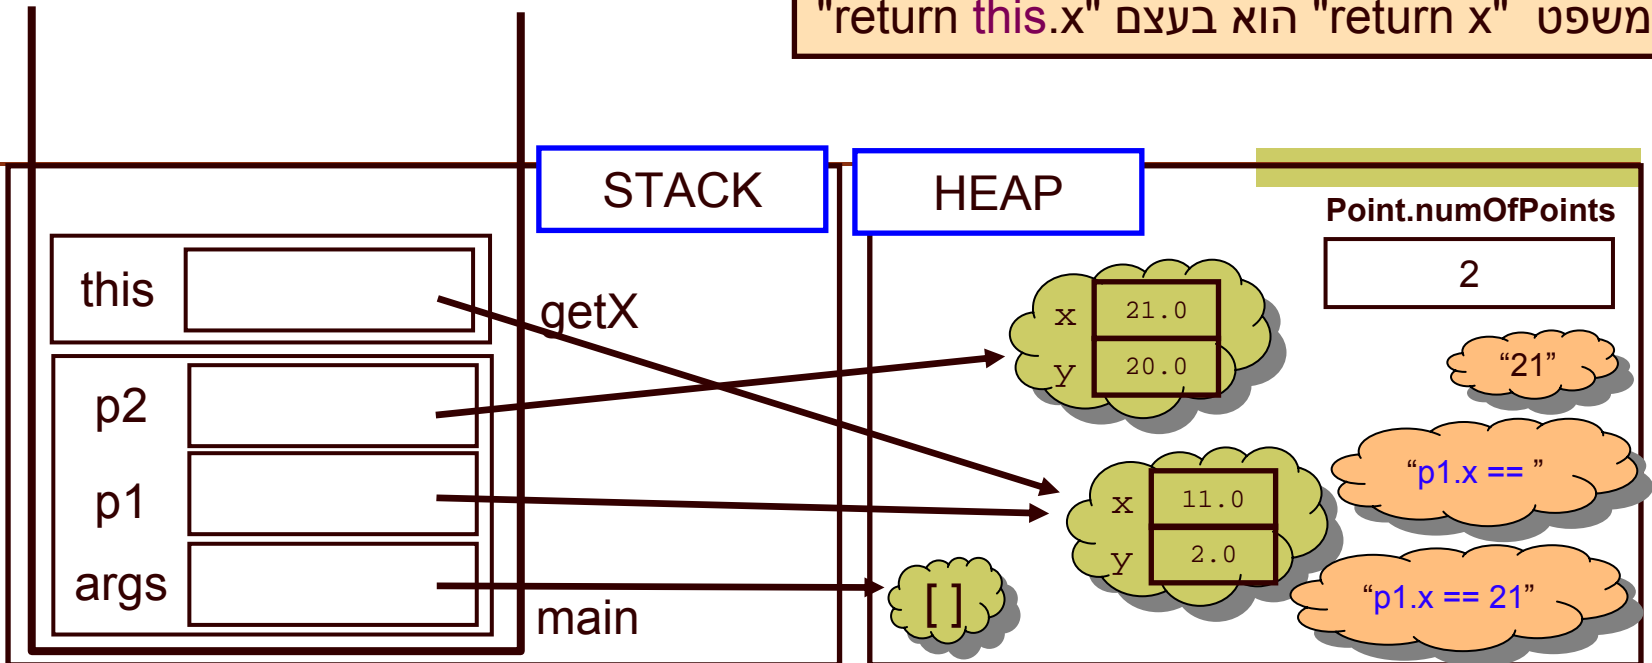 משפט "return x" הוא בעצם "return this.x"
STACK
HEAP
Point.numOfPoints
2
this
getX
p2
p1
args
main
x 21.0
y 20.0
x 11.0
y 2.0
[ ]
“21”
“p1.x == ”
“p1.x == 21”